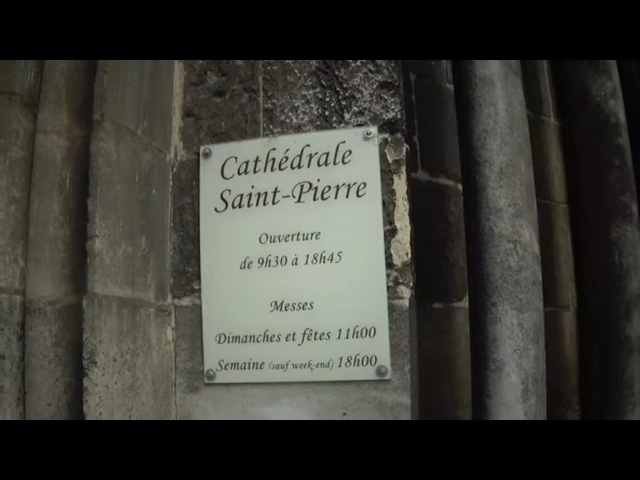 Cathédrale
Saint-Pierre
Ouverture
de 9h30 à 18h45
Messes
Dimanches et fêtes 11h00
Semaine (sauf week-end) 18h00